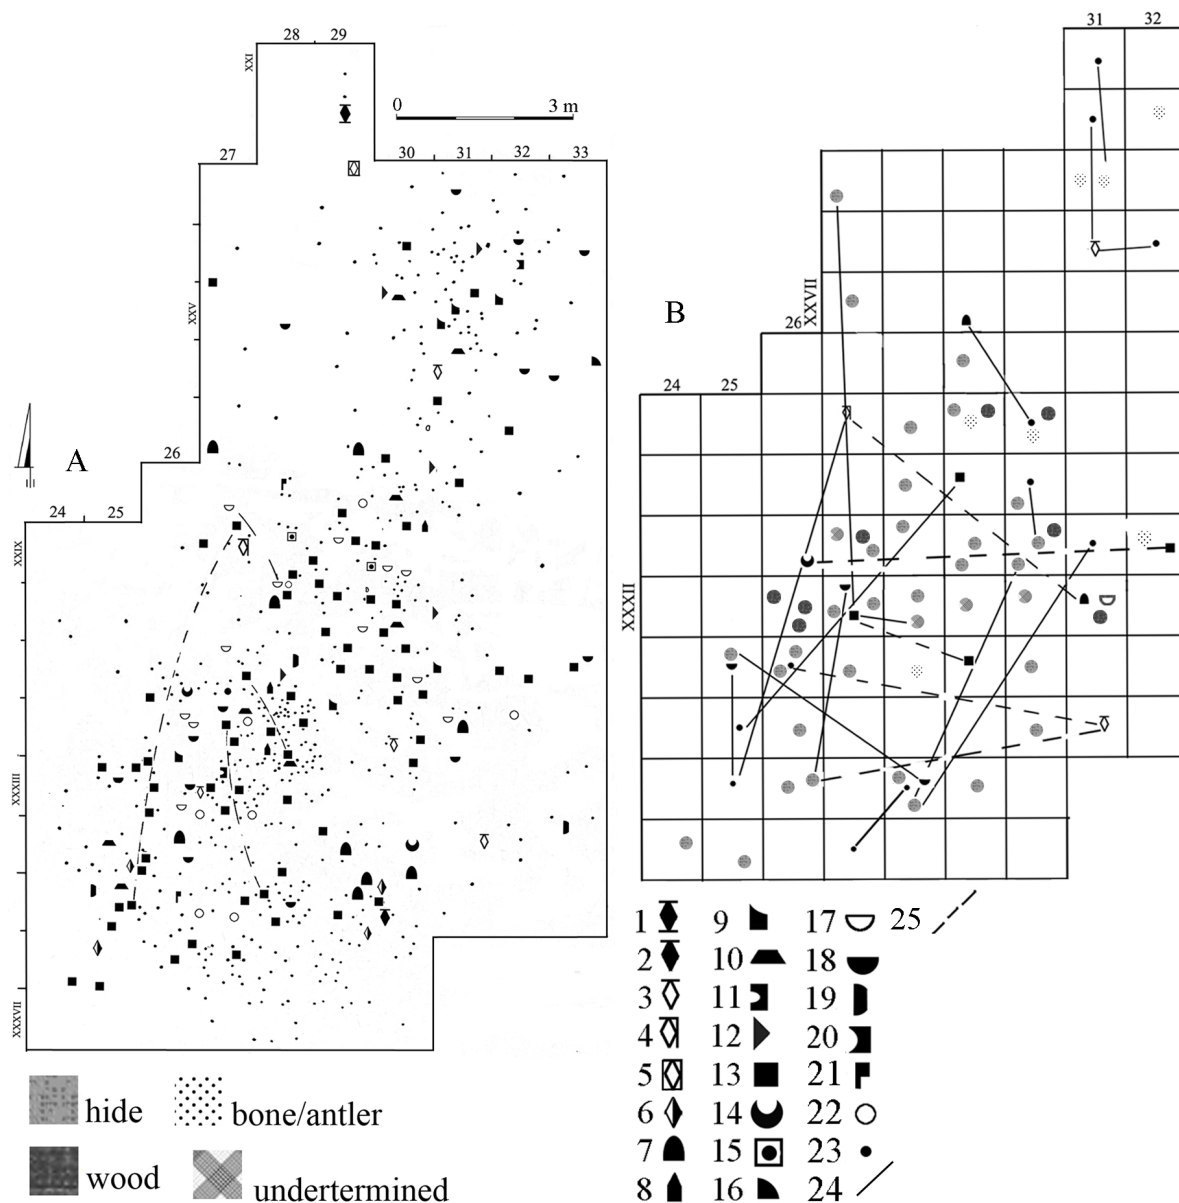 28 29
XXI
0 3 m
27
30 31 32 33
XXV
A
26
24 25
XXIX
XXXIII
XXXVII
31 32
B
26
XXVII
24 25
XXXII
1 9 17 25
2 10 18
3 11 19
4 12 20
5 13 21
6 14 22
7 15 23
8 16 24
hide
bone/antler
wood
undertermined